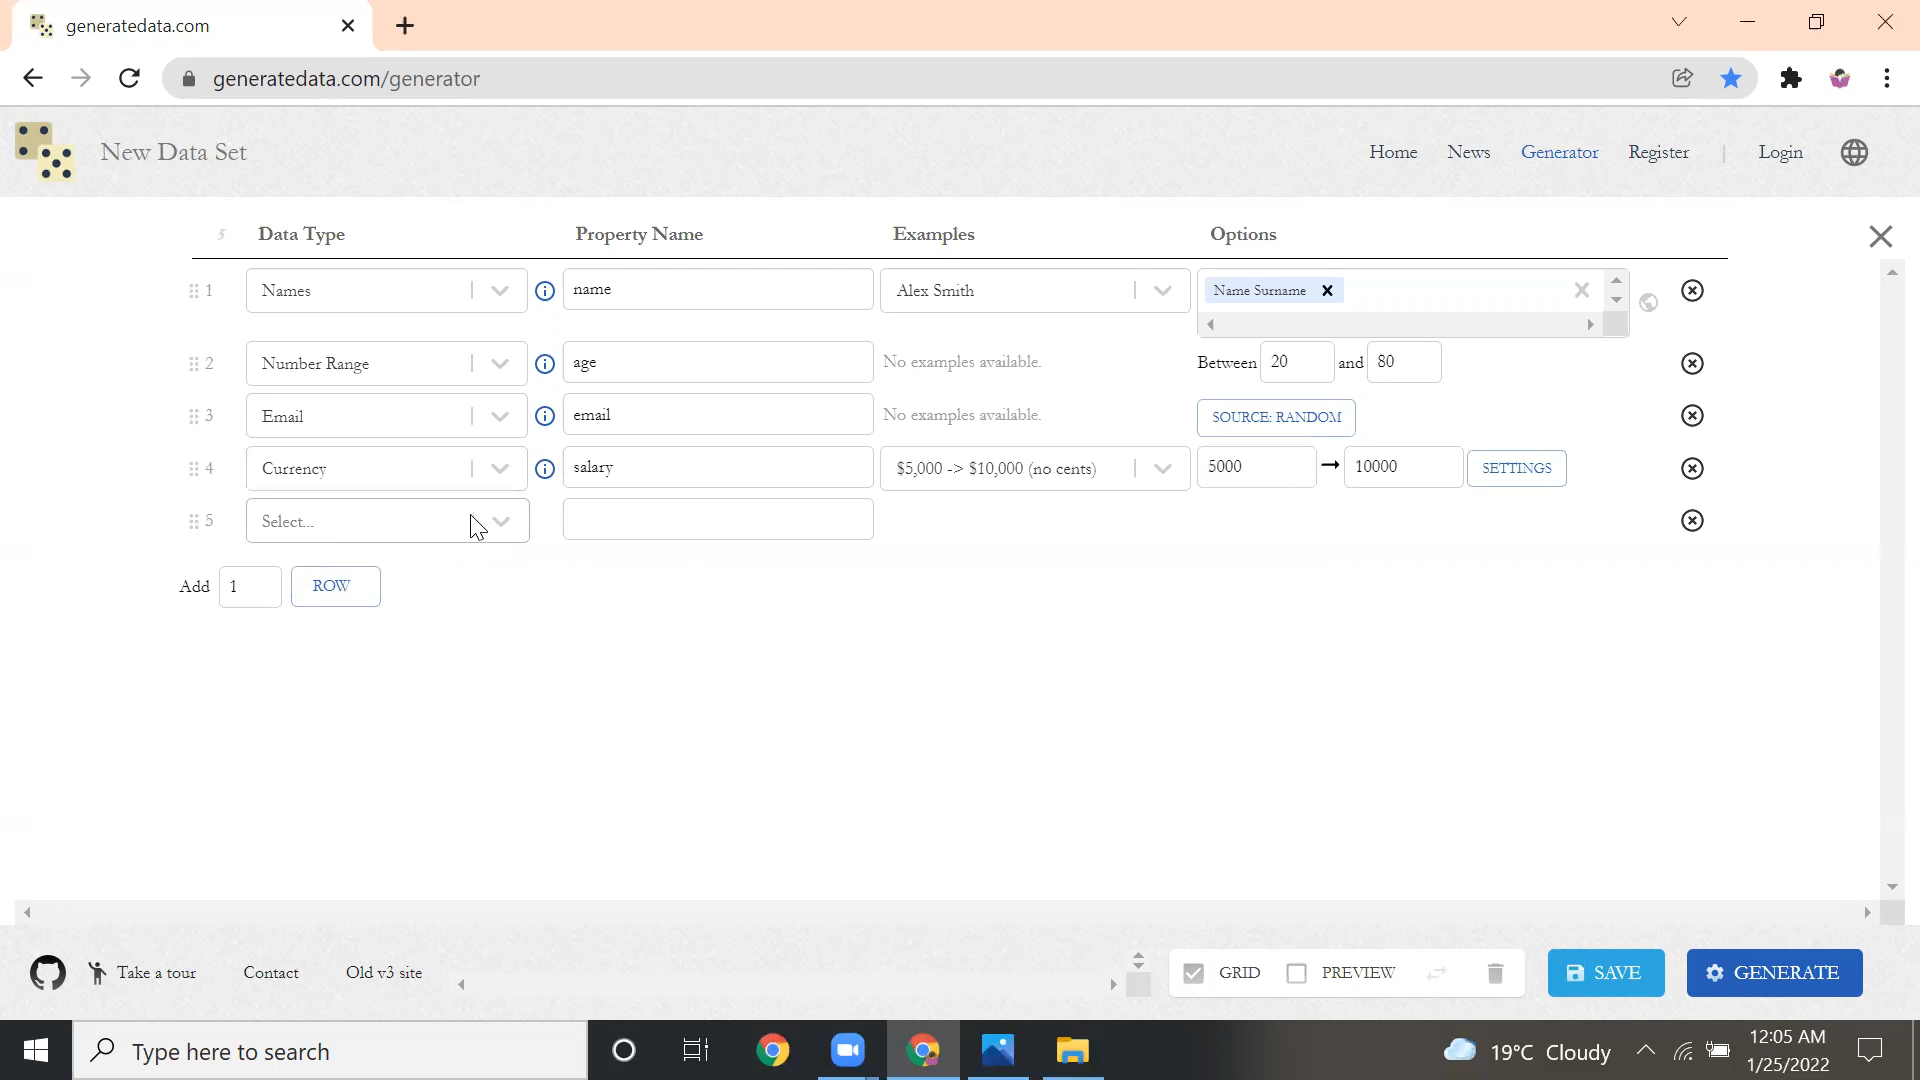 generatedata.com
generatedata.com/generator
New Data Set
Home News Generator Register | Login
5 Data Type Property Name Examples Options
1 Names name Alex Smith Name Surname
2 Number Range age No examples available. Between 20 and 80
3 Email email No examples available. SOURCE: RANDOM
4 Currency salary $5,000 -> $10,000 (no cents) 5000 10000 SETTINGS
5 Select...
Add 1 ROW
Take a tour Contact Old v3 site GRID PREVIEW SAVE GENERATE
Type here to search 19°C Cloudy 12:05 AM
1/25/2022